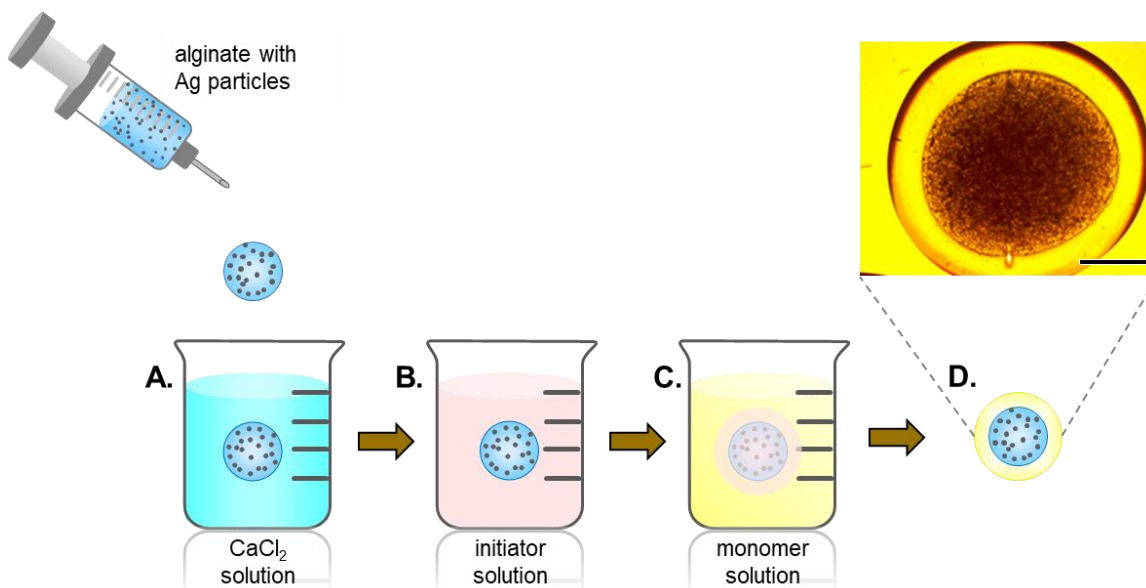 alginate with
Ag particles
A.
B.
C.
D.
CaCl₂
solution
initiator
solution
monomer
solution